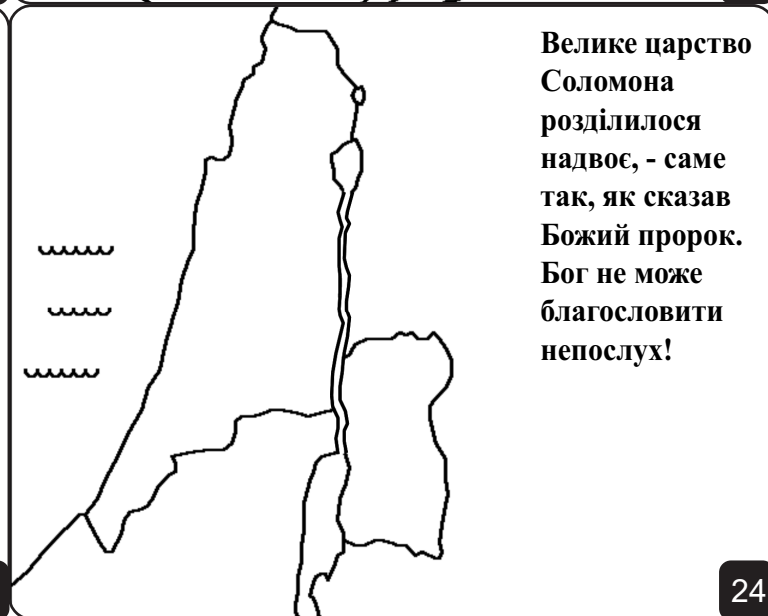 Велике царство
Соломона
розділилося
надвоє, - саме
так, як сказав
Божий пророк.
Бог не може
благословити
непослух!
24